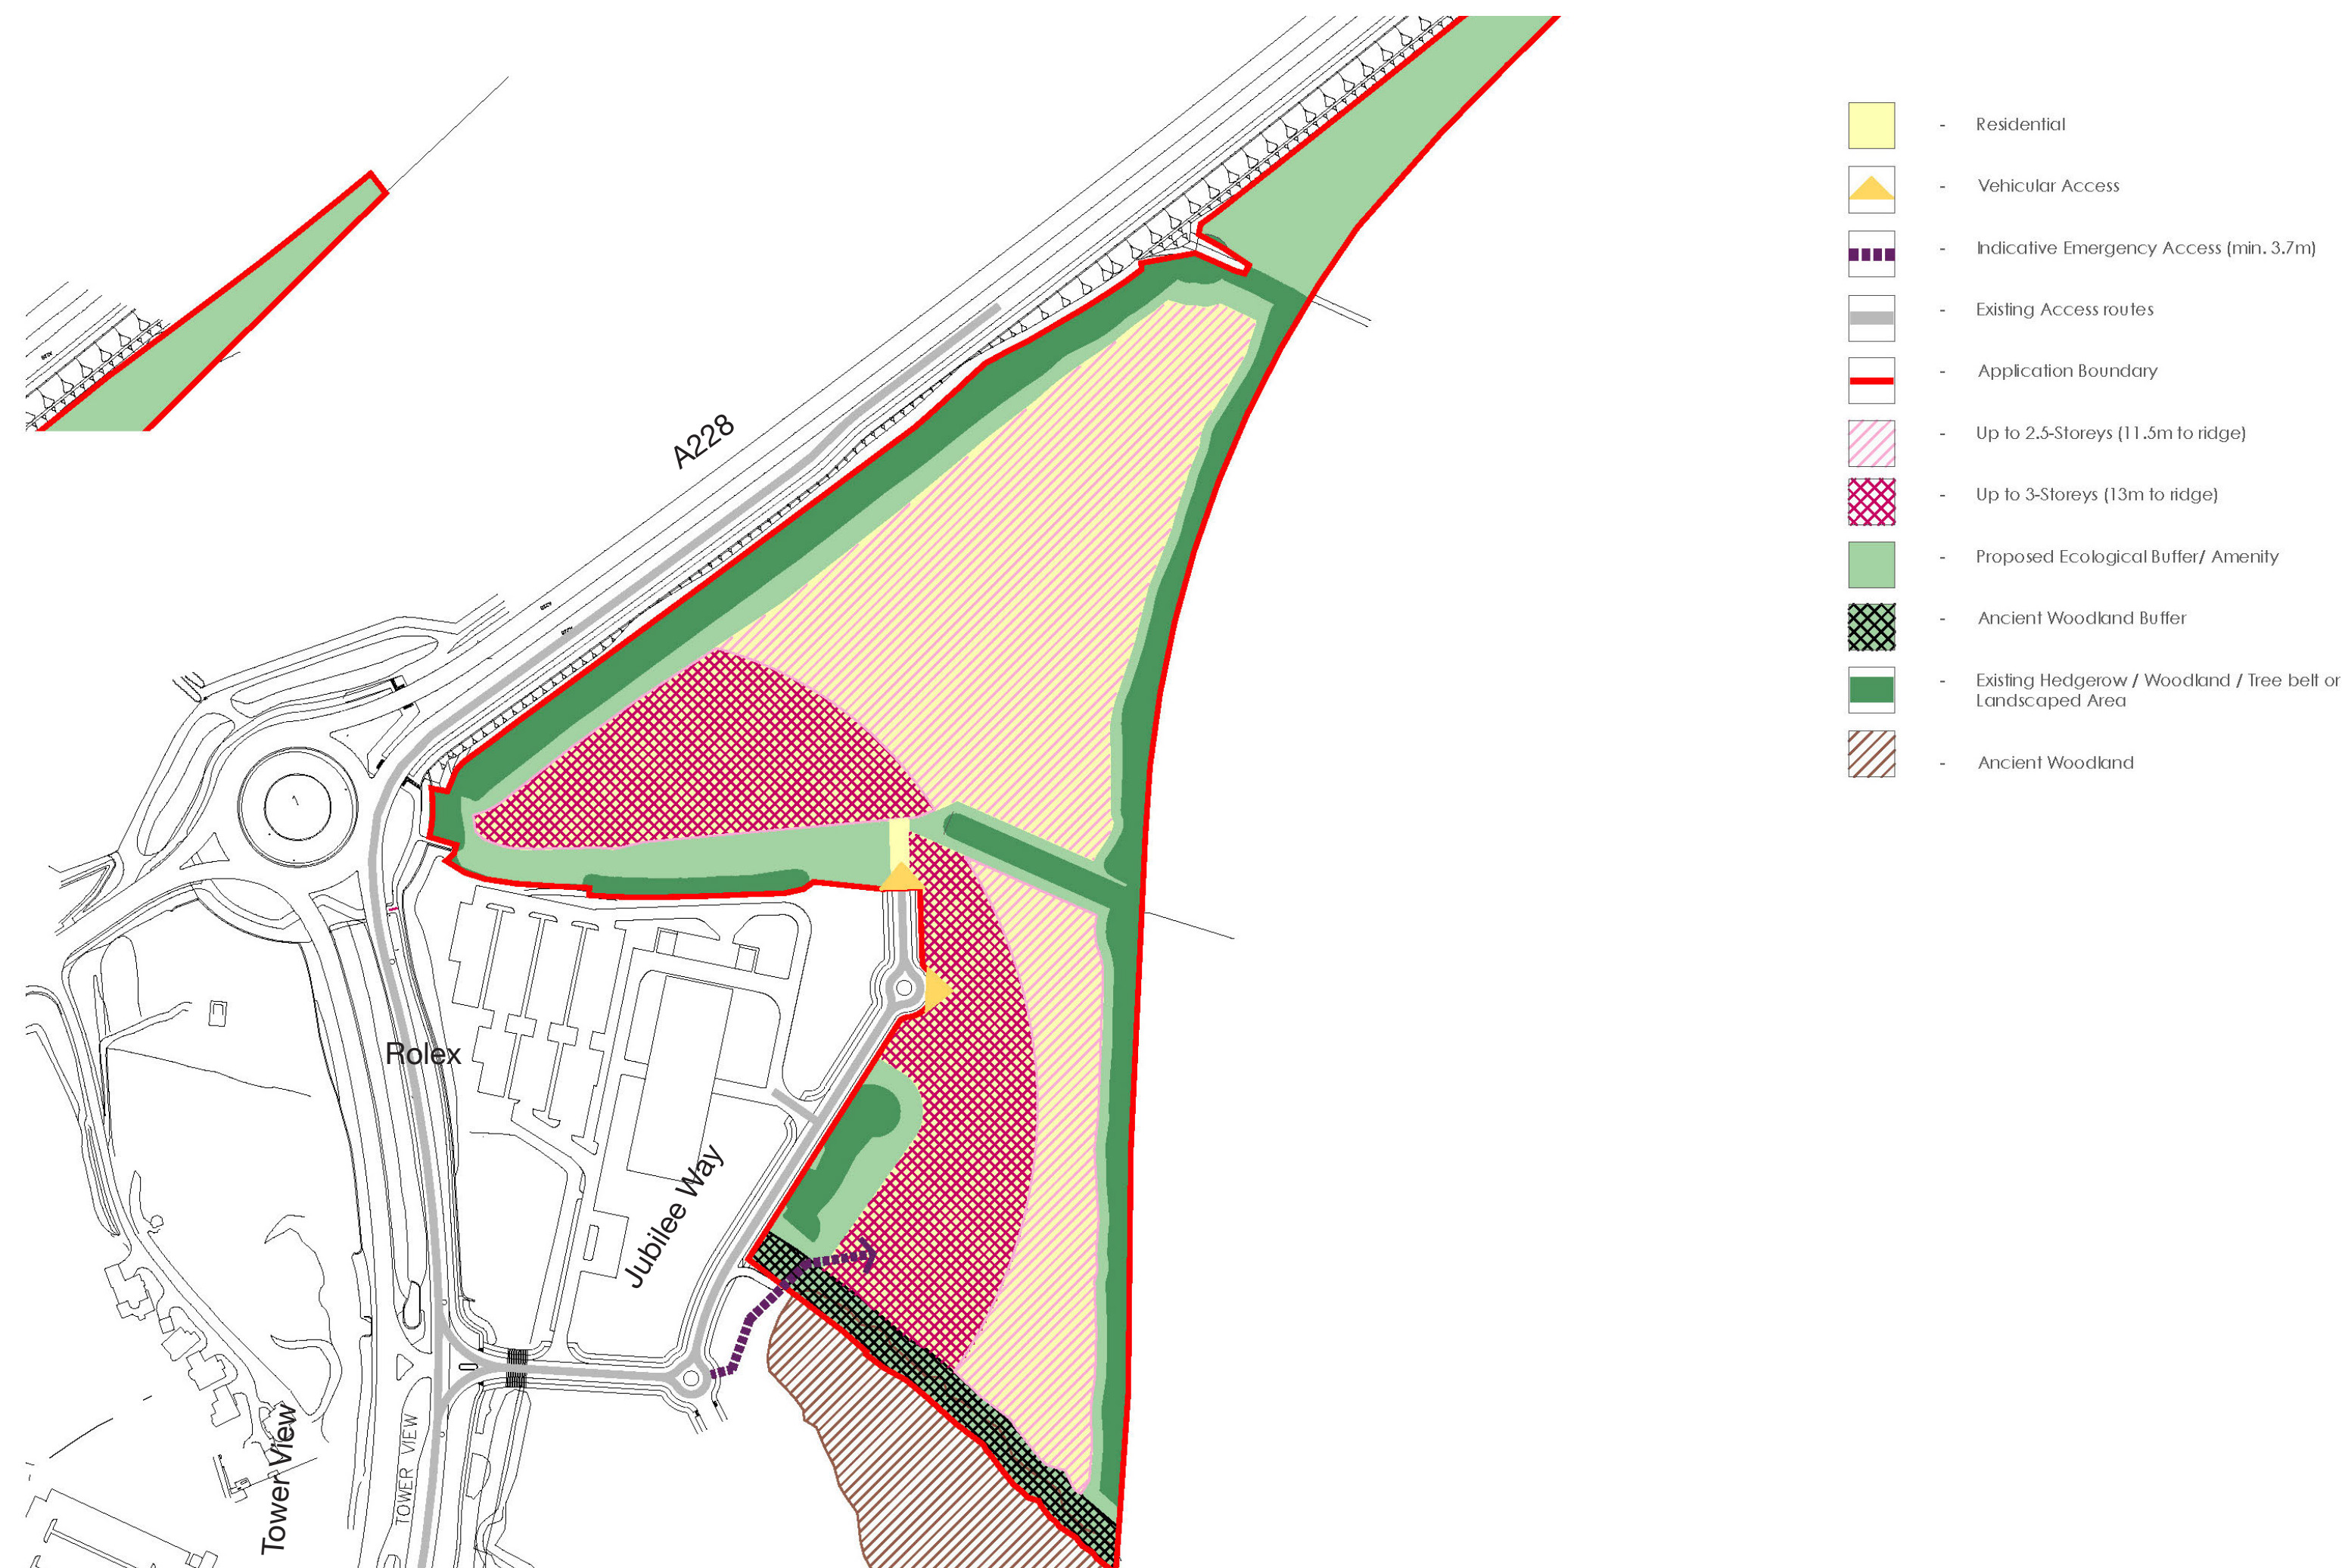 A228
Rolex
Jubilee Way
Tower View
TOWER VIEW
- Residential
- Vehicular Access
- Indicative Emergency Access (min. 3.7m)
- Existing Access routes
- Application Boundary
- Up to 2.5-Storeys (11.5m to ridge)
- Up to 3-Storeys (13m to ridge)
- Proposed Ecological Buffer/ Amenity
- Ancient Woodland Buffer
- Existing Hedgerow / Woodland / Tree belt or
Landscaped Area
- Ancient Woodland